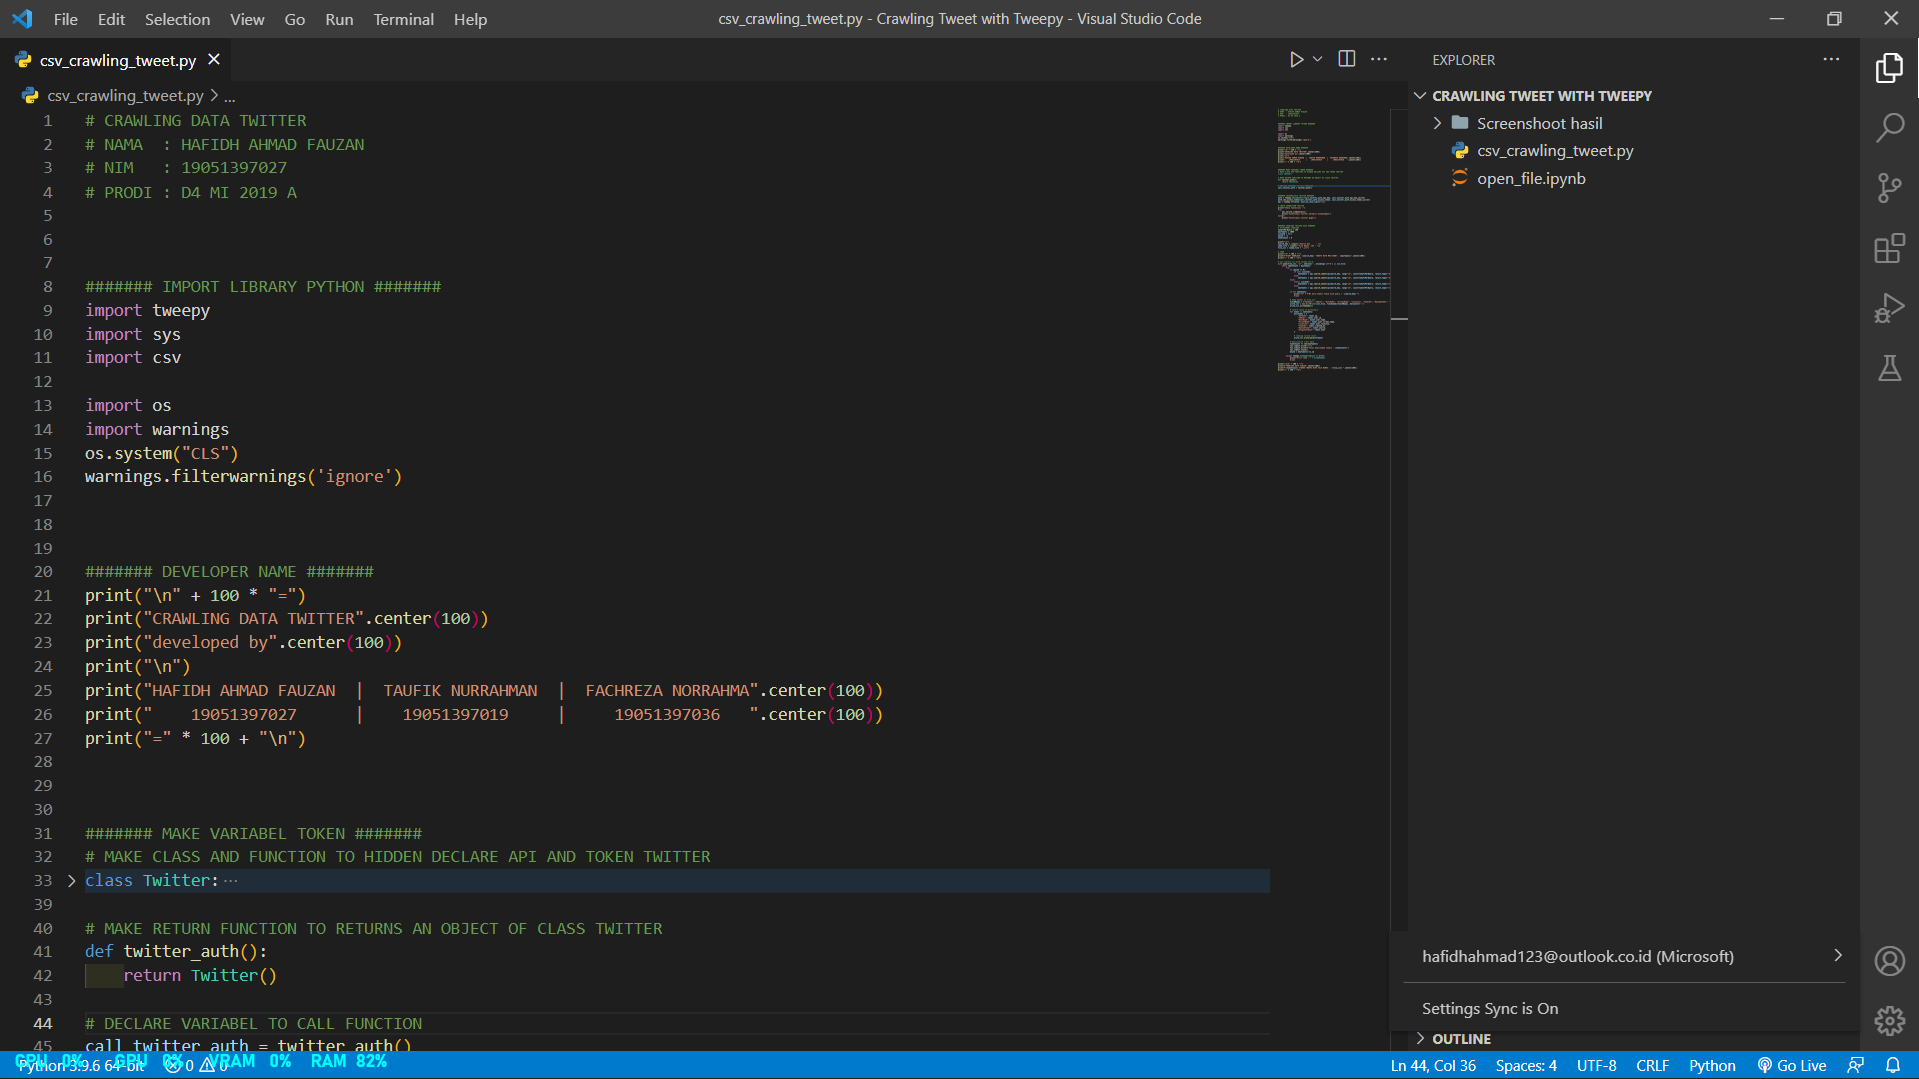 File Edit Selection View Go Run Terminal Help
csv_crawling_tweet.py - Crawling Tweet with Tweepy - Visual Studio Code
csv_crawling_tweet.py
csv_crawling_tweet.py > ...
1 # CRAWLING DATA TWITTER
2 # NAMA  : HAFIDH AHMAD FAUZAN
3 # NIM   : 19051397027
4 # PRODI : D4 MI 2019 A
5
6
7
8 ####### IMPORT LIBRARY PYTHON #######
9 import tweepy
10 import sys
11 import csv
12
13 import os
14 import warnings
15 os.system("CLS")
16 warnings.filterwarnings('ignore')
17
18
19
20 ####### DEVELOPER NAME #######
21 print("\n" + 100 * "=")
22 print("CRAWLING DATA TWITTER".center(100))
23 print("developed by".center(100))
24 print("\n")
25 print("HAFIDH AHMAD FAUZAN  |  TAUFIK NURRAHMAN  |  FACHREZA NORRAHMA".center(100))
26 print("    19051397027      |    19051397019     |     19051397036   ".center(100))
27 print("=" * 100 + "\n")
28
29
30
31 ####### MAKE VARIABEL TOKEN #######
32 # MAKE CLASS AND FUNCTION TO HIDDEN DECLARE API AND TOKEN TWITTER
33 class Twitter: ...
39
40 # MAKE RETURN FUNCTION TO RETURNS AN OBJECT OF CLASS TWITTER
41 def twitter_auth():
42     return Twitter()
43
44 # DECLARE VARIABEL TO CALL FUNCTION
45 call_twitter_auth = twitter_auth()
EXPLORER
CRAWLING TWEET WITH TWEEPY
Screenshoot hasil
csv_crawling_tweet.py
open_file.ipynb
hafidhahmad123@outlook.co.id (Microsoft)
Settings Sync is On
OUTLINE
CPU 0% GPU 0% VRAM 0% RAM 82%
Python 3.9.6 64-bit 0 0
Ln 44, Col 36 Spaces: 4 UTF-8 CRLF Python Go Live